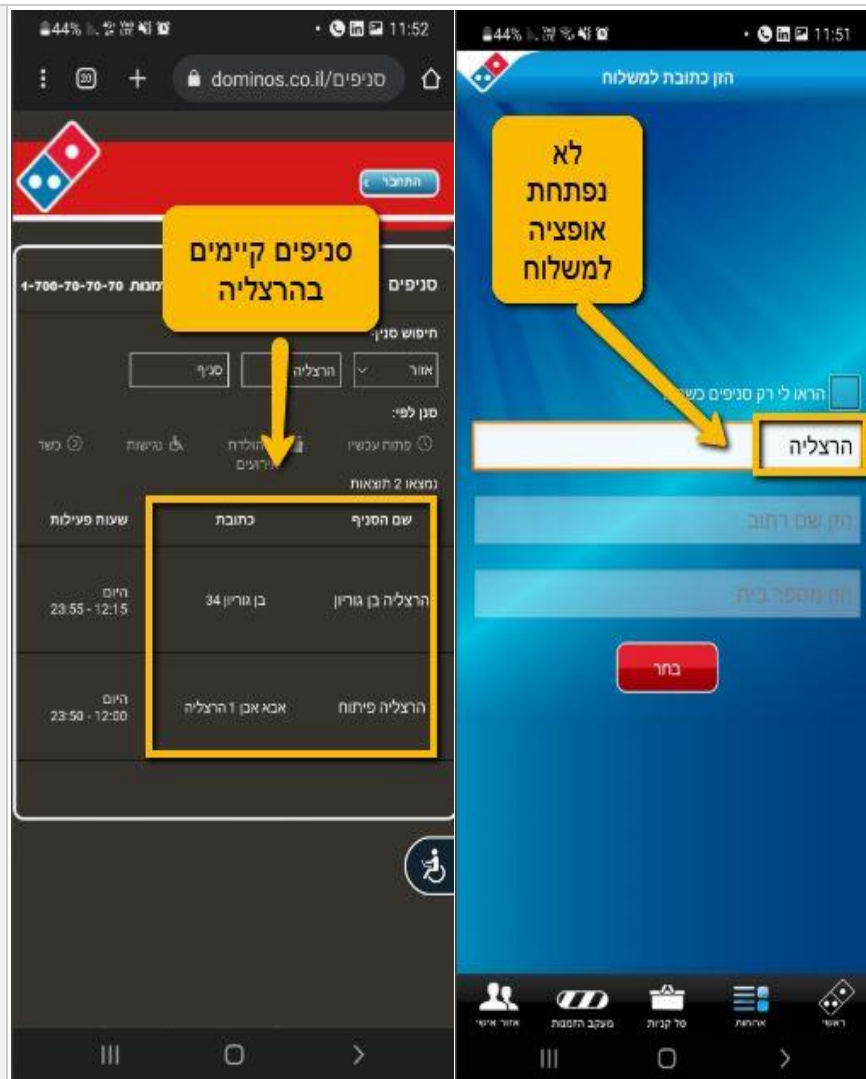 44%
11:52
20
dominos.co.il/סניפים
התחבר
סניפים קיימים
בהרצליה
סניפים
1-700-70-70-70
חיפוש סניף
אזור
הרצליה
סניף
סנן לפי:
פתוח עכשיו
הולדת
נגישות
כשר
נמצאו 2 תוצאות
שם הסניף
כתובת
שעות פעילות
הרצליה בן גוריון
בן גוריון 34
היום
23:55 - 12:15
הרצליה פיתוח
אבא אבן 1 הרצליה
היום
23:50 - 12:00
44%
11:51
הזן כתובת למשלוח
לא
נפתחת
אופציה
למשלוח
הראו לי רק סניפים
הרצליה
הזן שם רחוב
הזן מספר בית
בחר
ראשי
ארוחות
סל קניות
מעקב הזמנות
אזור אישי